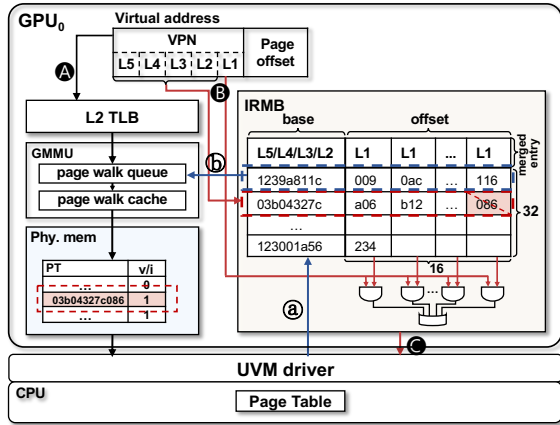 GPU0
Virtual address
VPN
Page offset
L5 L4 L3 L2 L1
A
B
L2 TLB
GMMU
page walk queue
page walk cache
b
Phy. mem
PT v/i
... 0
03b04327c086 1
... 1
IRMB
base offset
L5/L4/L3/L2 L1 L1 ... L1
merged entry
1239a811c 009 0ac ... 116
03b04327c a06 b12 ... 086
32
...
123001a56 234
16
a
...
C
UVM driver
CPU
Page Table